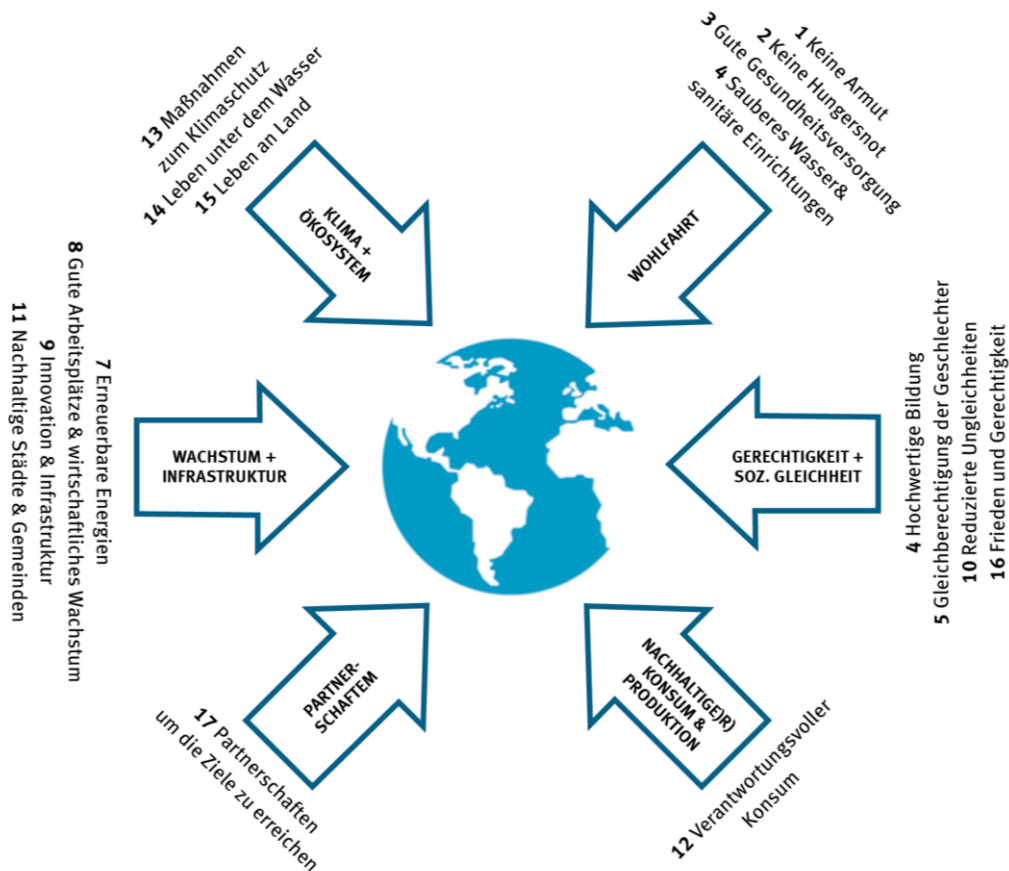 13 Maßnahmen
zum Klimaschutz
14 Leben unter dem Wasser
15 Leben an Land
KLIMA +
ÖKOSYSTEM
1 Keine Armut
2 Keine Hungersnot
3 Gute Gesundheitsversorgung
4 Sauberes Wasser&
sanitäre Einrichtungen
WOHLFAHRT
7 Erneuerbare Energien
8 Gute Arbeitsplätze & wirtschaftliches Wachstum
9 Innovation & Infrastruktur
11 Nachhaltige Städte & Gemeinden
WACHSTUM +
INFRASTRUKTUR
GERECHTIGKEIT +
SOZ. GLEICHHEIT
4 Hochwertige Bildung
5 Gleichberechtigung der Geschlechter
10 Reduzierte Ungleichheiten
16 Frieden und Gerechtigkeit
PARTNER-
SCHAFTEM
17 Partnerschaften
um die Ziele zu erreichen
NACHHALTIGE)R)
KONSUM &
PRODUKTION
12 Verantwortungsvoller
Konsum